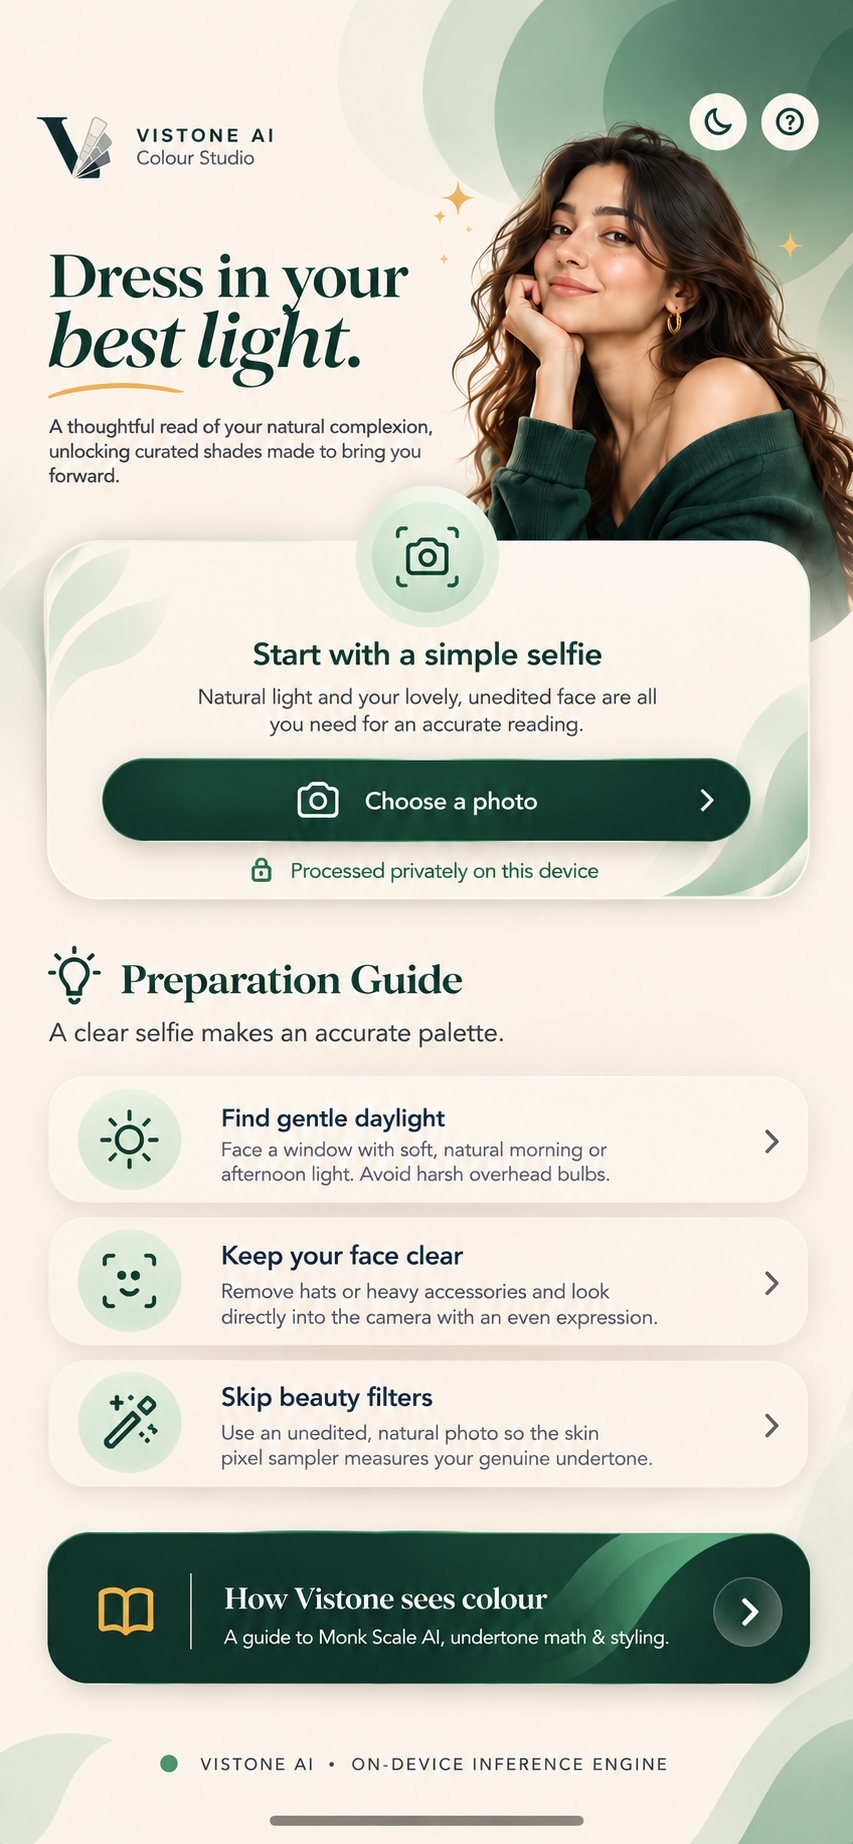 VISTONE AI
Colour Studio
Dress in your
best light.
A thoughtful read of your natural complexion,
unlocking curated shades made to bring you
forward.
Start with a simple selfie
Natural light and your lovely, unedited face are all
you need for an accurate reading.
Choose a photo
Processed privately on this device
Preparation Guide
A clear selfie makes an accurate palette.
Find gentle daylight
Face a window with soft, natural morning or
afternoon light. Avoid harsh overhead bulbs.
Keep your face clear
Remove hats or heavy accessories and look
directly into the camera with an even expression.
Skip beauty filters
Use an unedited, natural photo so the skin
pixel sampler measures your genuine undertone.
How Vistone sees colour
A guide to Monk Scale AI, undertone math & styling.
VISTONE AI • ON-DEVICE INFERENCE ENGINE